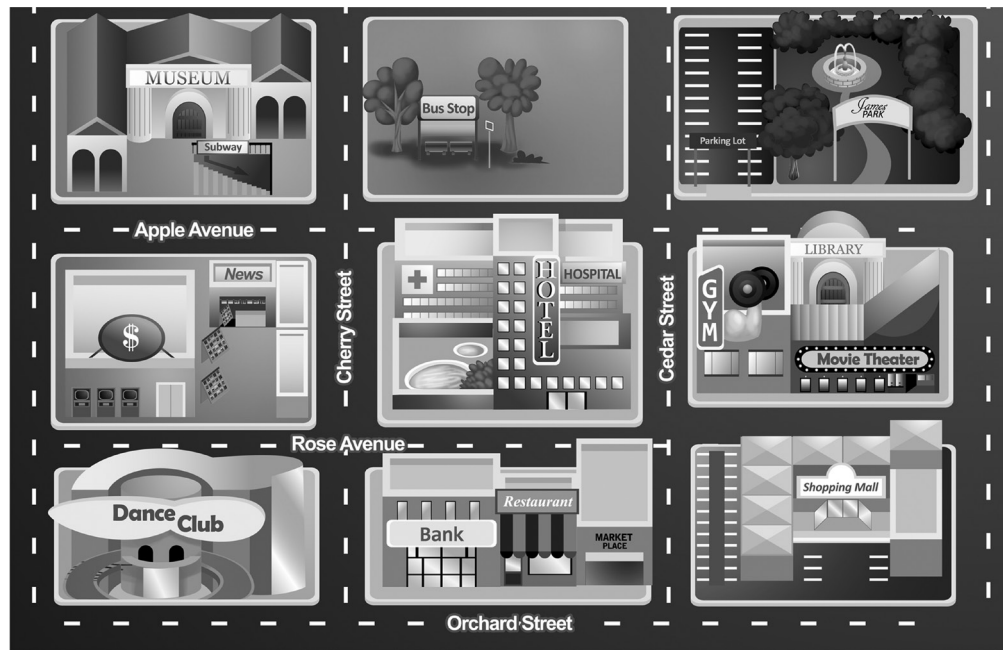 MUSEUM
Subway
Bus Stop
Parking Lot
James
PARK
Apple Avenue
Cherry Street
Cedar Street
$
News
HOTEL
HOSPITAL
GYM
LIBRARY
Movie Theater
Rose Avenue
Dance
Club
Bank
Restaurant
MARKET
PLACE
Shopping Mall
Orchard Street